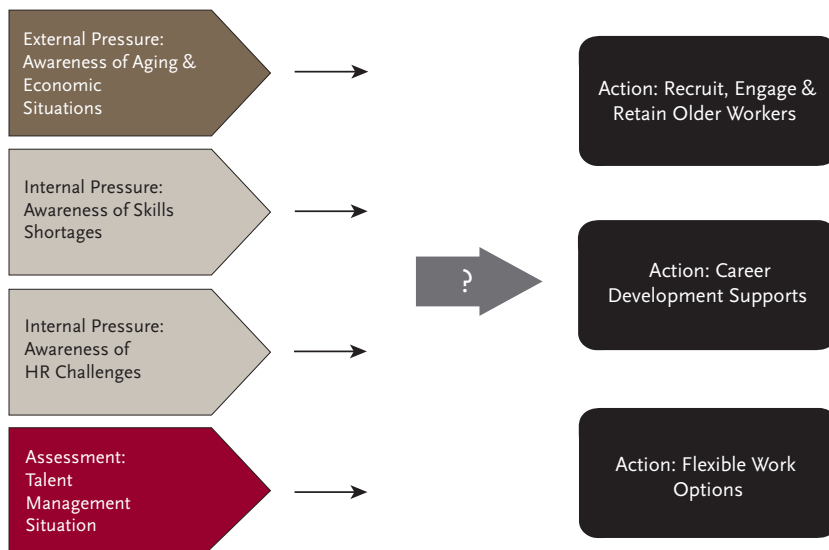 External Pressure:
Awareness of Aging &
Economic
Situations
Internal Pressure:
Awareness of Skills
Shortages
Internal Pressure:
Awareness of
HR Challenges
Assessment:
Talent
Management
Situation
?
Action: Recruit, Engage &
Retain Older Workers
Action: Career
Development Supports
Action: Flexible Work
Options